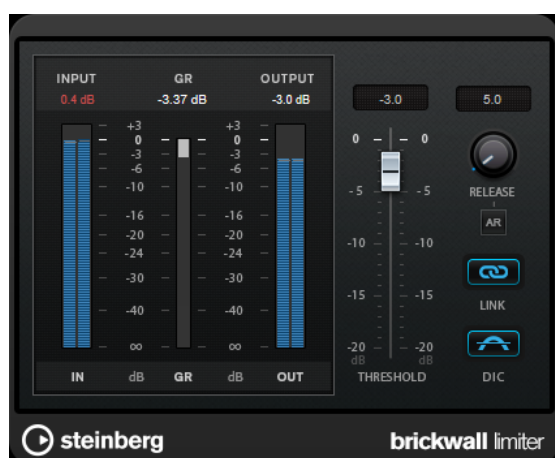 INPUT GR OUTPUT
0.4 dB -3.37 dB -3.0 dB -3.0 5.0
+3 +3
0 0 0 0
-3 -3
-6 -6
-10 -10 -5 -5 RELEASE
-16 -16 AR
-20 -20
-24 -24 -10 -10
-30 -30
-15 -15 LINK
-40 -40
∞ ∞ -20 -20
dB dB
IN dB GR dB OUT THRESHOLD DIC
steinberg brickwall limiter